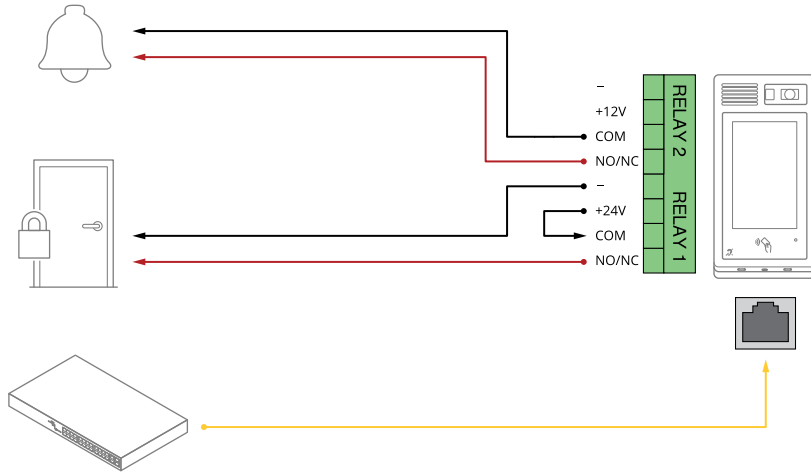 –
+12V
COM
NO/NC
–
+24V
COM
NO/NC
RELAY 2
RELAY 1